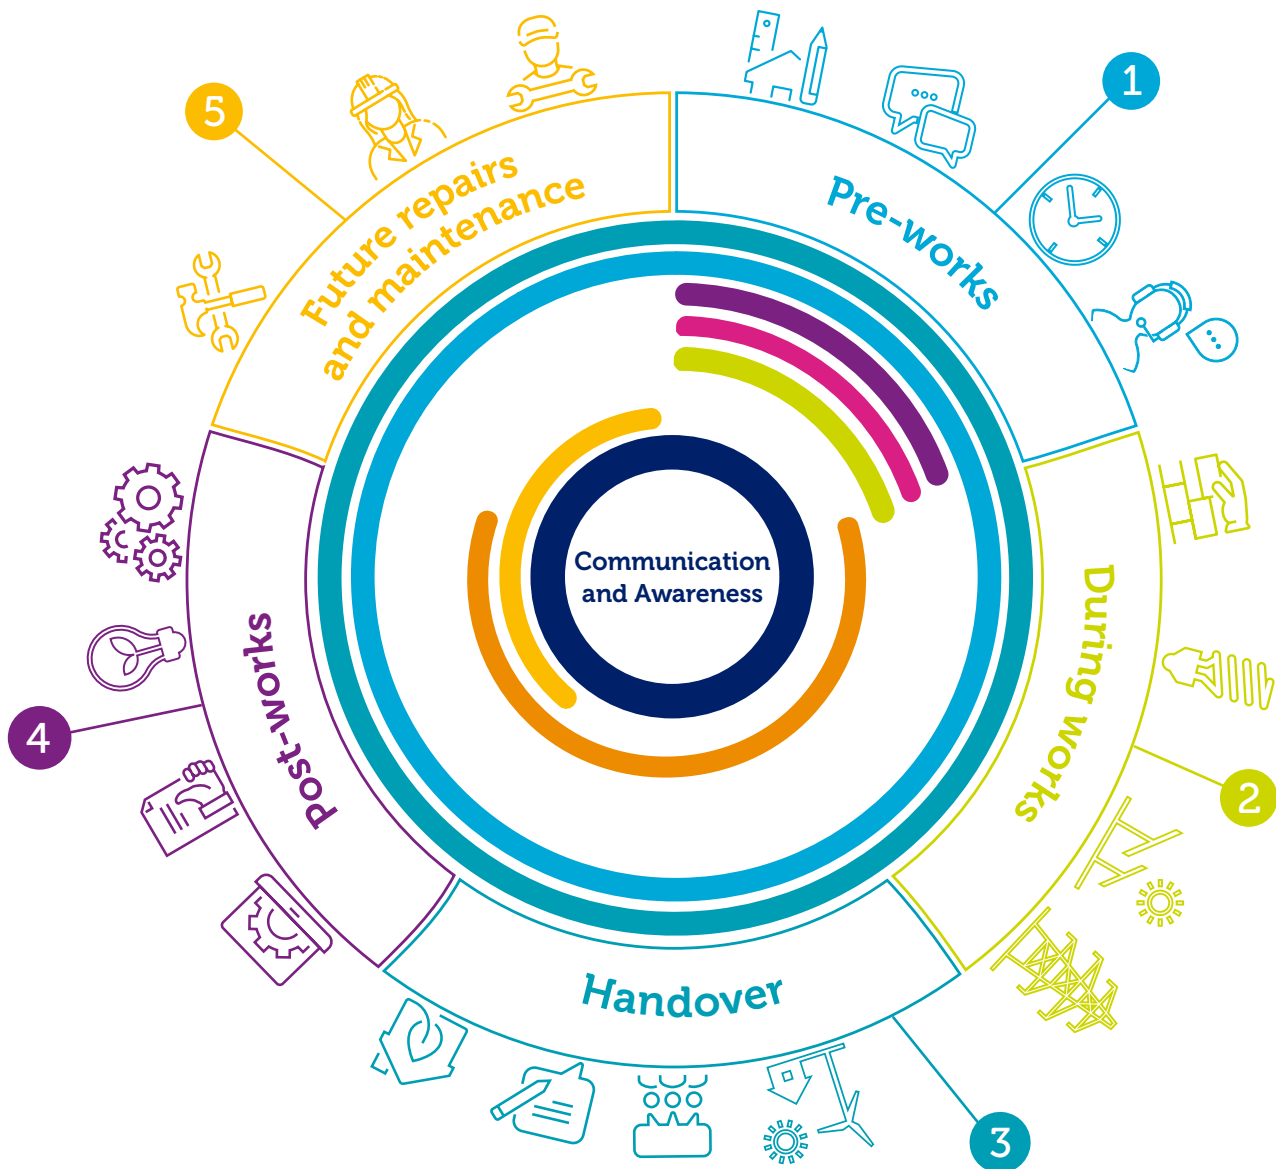 1
Pre-works
2
During works
3
Handover
4
Post-works
5
Future repairs
and maintenance
Communication
and Awareness